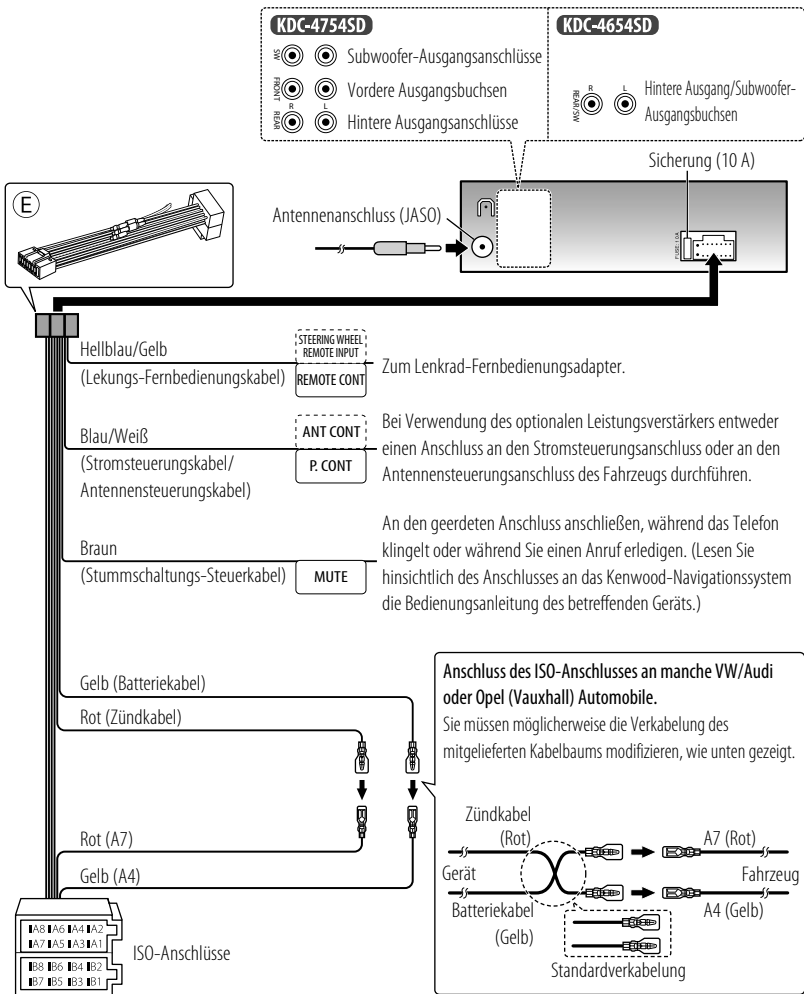 KDC-4754SD
SW
Subwoofer-Ausgangsanschlüsse
FRONT
Vordere Ausgangsbuchsen
R L
REAR
Hintere Ausgangsanschlüsse
KDC-4654SD
R L
REAR/SW
Hintere Ausgang/Subwoofer-
Ausgangsbuchsen
Sicherung (10 A)
Antennenanschluss (JASO)
FUSE:10A
E
Hellblau/Gelb
(Lekungs-Fernbedienungskabel)
STEERING WHEEL
REMOTE INPUT
REMOTE CONT
Zum Lenkrad-Fernbedienungsadapter.
Blau/Weiß
(Stromsteuerungskabel/
Antennensteuerungskabel)
ANT CONT
P. CONT
Bei Verwendung des optionalen Leistungsverstärkers entweder
einen Anschluss an den Stromsteuerungsanschluss oder an den
Antennensteuerungsanschluss des Fahrzeugs durchführen.
Braun
(Stummschaltungs-Steuerkabel)
MUTE
An den geerdeten Anschluss anschließen, während das Telefon
klingelt oder während Sie einen Anruf erledigen. (Lesen Sie
hinsichtlich des Anschlusses an das Kenwood-Navigationssystem
die Bedienungsanleitung des betreffenden Geräts.)
Gelb (Batteriekabel)
Rot (Zündkabel)
Rot (A7)
Gelb (A4)
Anschluss des ISO-Anschlusses an manche VW/Audi
oder Opel (Vauxhall) Automobile.
Sie müssen möglicherweise die Verkabelung des
mitgelieferten Kabelbaums modifizieren, wie unten gezeigt.
Zündkabel
(Rot)
A7 (Rot)
Gerät
Fahrzeug
Batteriekabel
(Gelb)
A4 (Gelb)
Standardverkabelung
A8 A6 A4 A2
A7 A5 A3 A1
ISO-Anschlüsse
B8 B6 B4 B2
B7 B5 B3 B1